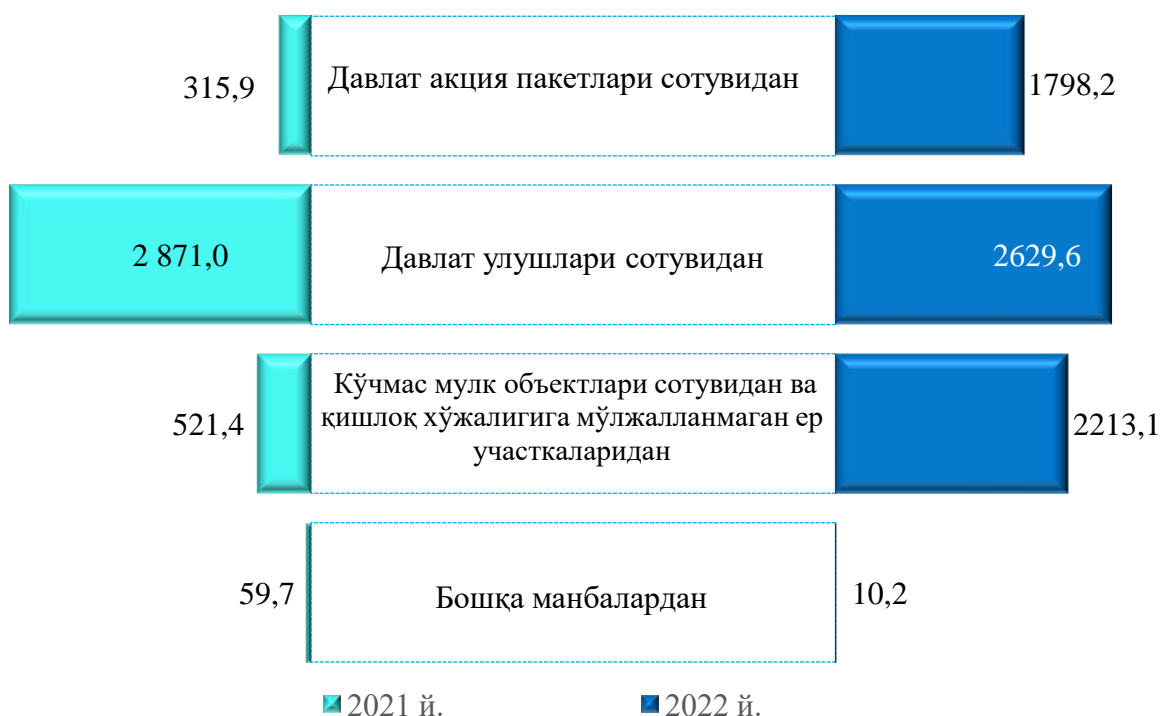 315,9
Давлат акция пакетлари сотувидан
1798,2
2 871,0
Давлат улушлари сотувидан
2629,6
521,4
Кўчмас мулк объектлари сотувидан ва
қишлоқ хўжалигига мўлжалланмаган ер
участкаларидан
2213,1
59,7
Бошқа манбалардан
10,2
2021 й.
2022 й.